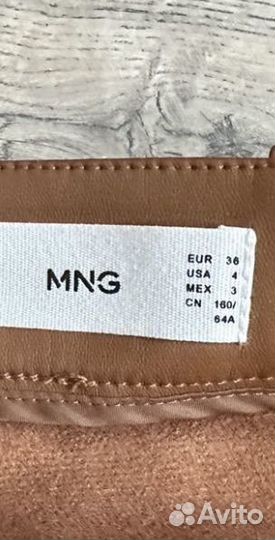 MNG
EUR 36
USA 4
MEX 3
CN 160/
64A
Avito